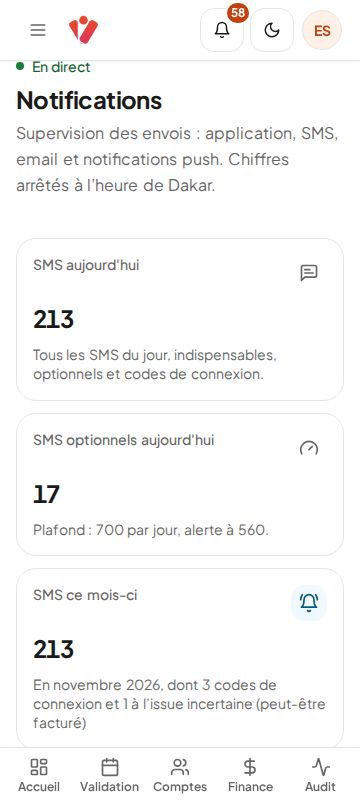 58
ES
En direct
Notifications
Supervision des envois : application, SMS,
email et notifications push. Chiffres
arrêtés à l'heure de Dakar.
SMS aujourd'hui
213
Tous les SMS du jour, indispensables,
optionnels et codes de connexion.
SMS optionnels aujourd'hui
17
Plafond : 700 par jour, alerte à 560.
SMS ce mois-ci
213
En novembre 2026, dont 3 codes de
connexion et 1 à l'issue incertaine (peut-être
facturé)
Accueil
Validation
Comptes
Finance
Audit